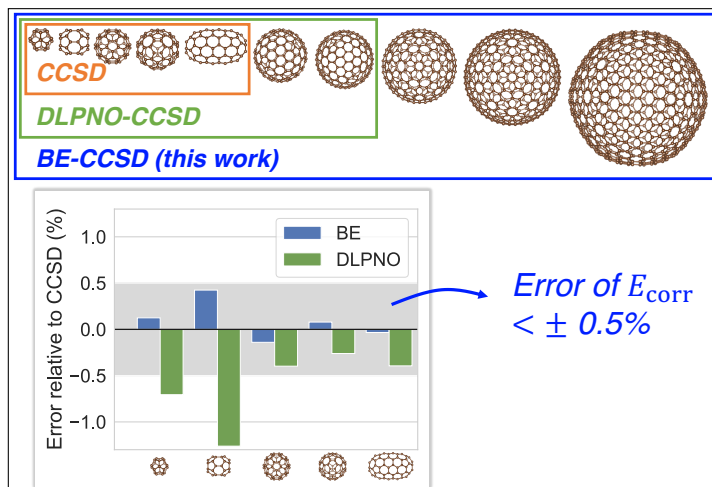 CCSD
DLPNO-CCSD
BE-CCSD (this work)
Error relative to CCSD (%)
1.0
0.5
0.0
−0.5
−1.0
BE
DLPNO
Error of E_corr
< ± 0.5%